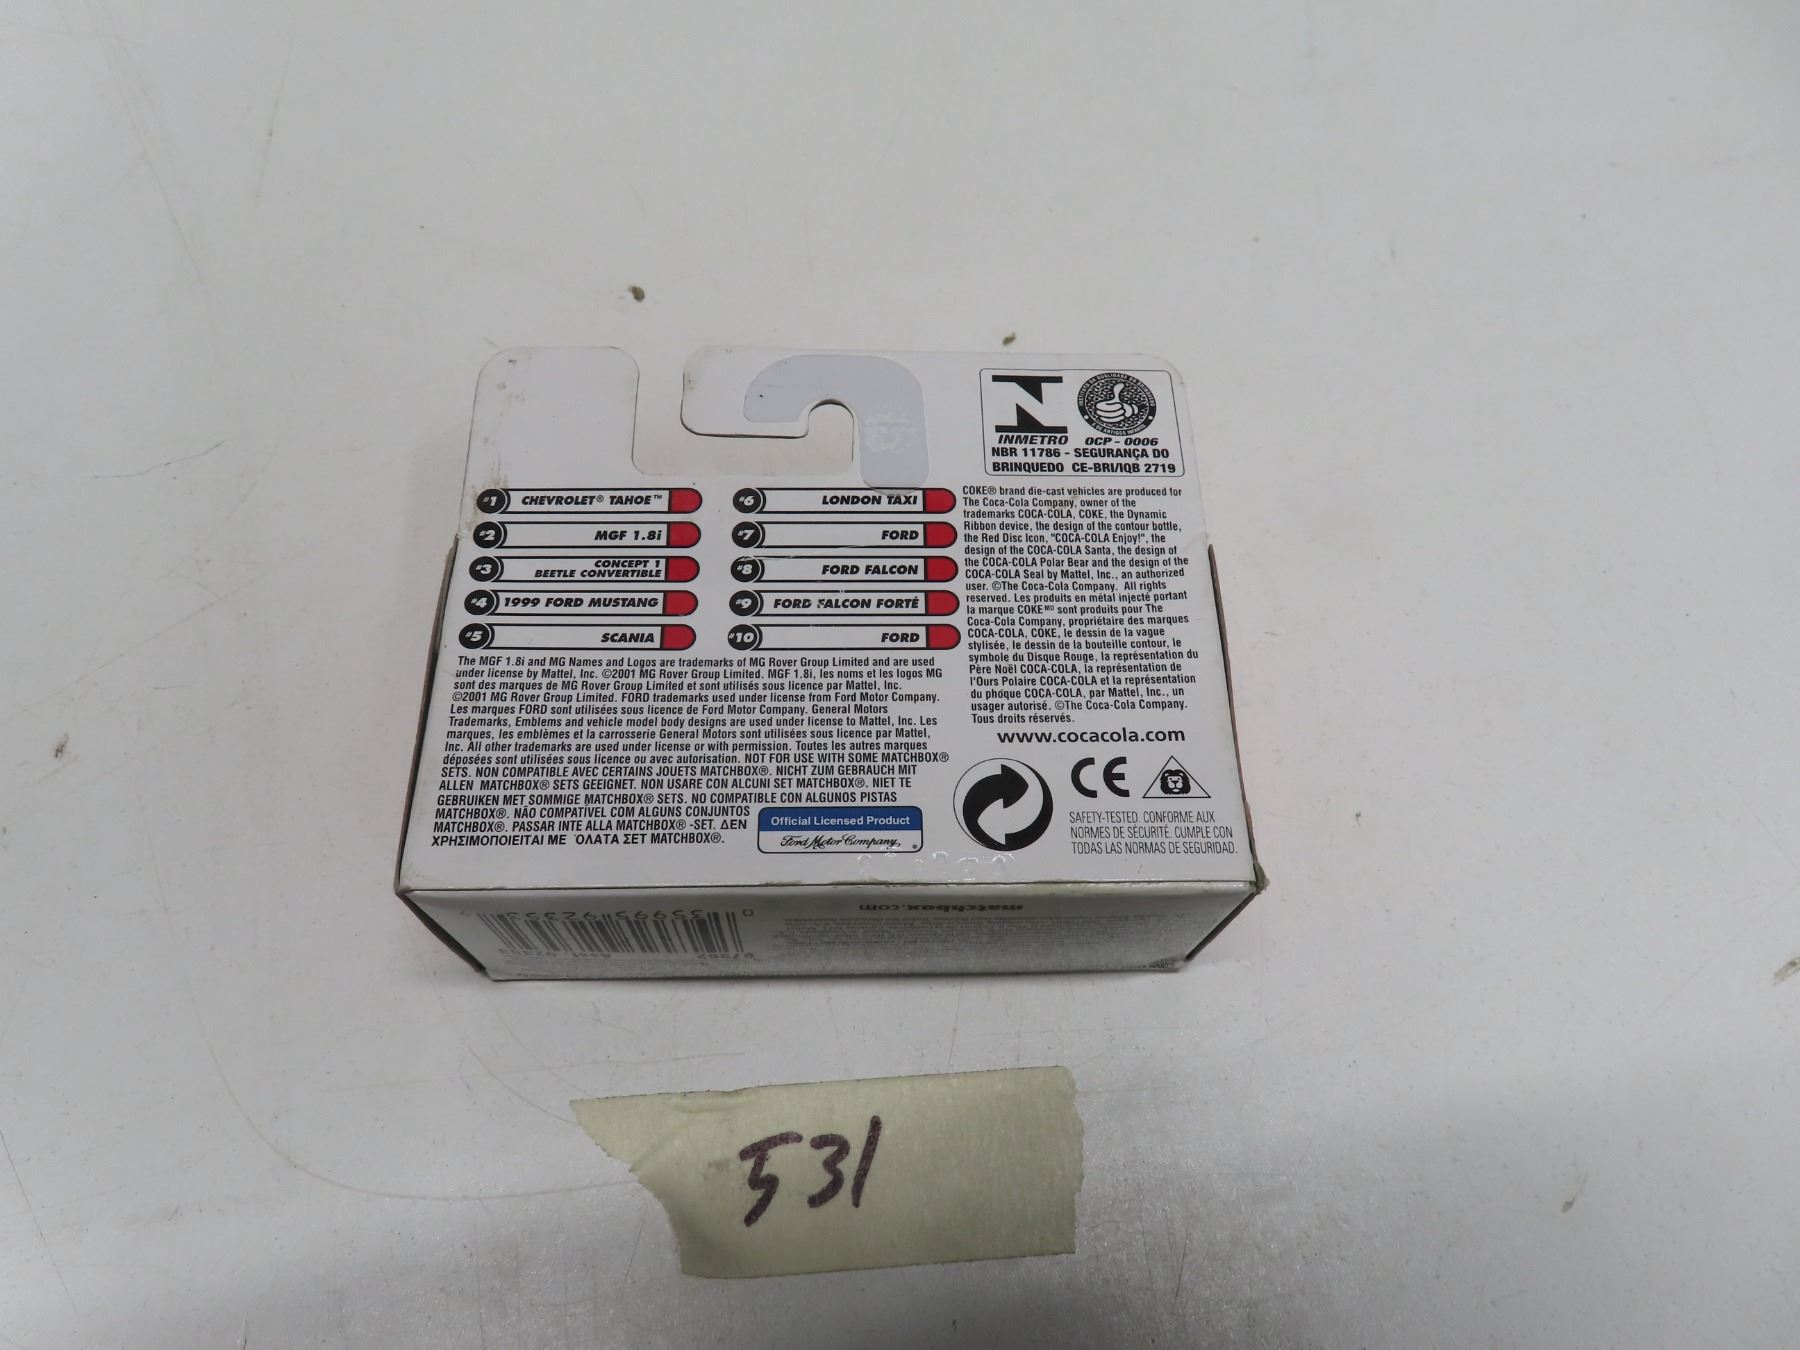 INMETRO OCP - 0006
NBR 11786 - SEGURANÇA DO
BRINQUEDO CE-BRI/IQB 2719
#1 CHEVROLET® TAHOE™
#2 MGF 1.8i
#3 CONCEPT 1
BEETLE CONVERTIBLE
#4 1999 FORD MUSTANG
#5 SCANIA
#6 LONDON TAXI
#7 FORD
#8 FORD FALCON
#9 FORD FALCON FORTÉ
#10 FORD
The MGF 1.8i and MG Names and Logos are trademarks of MG Rover Group Limited and are used
under license by Mattel, Inc. ©2001 MG Rover Group Limited. MGF 1.8i, les noms et les logos MG
sont des marques de MG Rover Group Limited et sont utilisés sous licence par Mattel, Inc.
©2001 MG Rover Group Limited. FORD trademarks used under license from Ford Motor Company.
Les marques FORD sont utilisées sous licence de Ford Motor Company. General Motors
Trademarks, Emblems and vehicle model body designs are used under license to Mattel, Inc. Les
marques, les emblèmes et la carrosserie General Motors sont utilisées sous licence par Mattel,
Inc. All other trademarks are used under license or with permission. Toutes les autres marques
déposées sont utilisées sous licence ou avec autorisation. NOT FOR USE WITH SOME MATCHBOX®
SETS. NON COMPATIBLE AVEC CERTAINS JOUETS MATCHBOX®. NICHT ZUM GEBRAUCH MIT
ALLEN MATCHBOX® SETS GEEIGNET. NON USARE CON ALCUNI SET MATCHBOX®. NIET TE
GEBRUIKEN MET SOMMIGE MATCHBOX® SETS. NO COMPATIBLE CON ALGUNOS PISTAS
MATCHBOX®. NÃO COMPATÍVEL COM ALGUNS CONJUNTOS
MATCHBOX®. PASSAR INTE ALLA MATCHBOX® -SET. ΔΕΝ
ΧΡΗΣΙΜΟΠΟΙΕΙΤΑΙ ΜΕ ΌΛΑΤΑ ΣΕΤ MATCHBOX®.
Official Licensed Product
Ford Motor Company
COKE® brand die-cast vehicles are produced for
The Coca-Cola Company, owner of the
trademarks COCA-COLA, COKE, the Dynamic
Ribbon device, the design of the contour bottle,
the Red Disc Icon, "COCA-COLA Enjoy!", the
design of the COCA-COLA Santa, the design of
the COCA-COLA Polar Bear and the design of the
COCA-COLA Seal by Mattel, Inc., an authorized
user. ©The Coca-Cola Company. All rights
reserved. Les produits en métal injecté portant
la marque COKE MD sont produits pour The
Coca-Cola Company, propriétaire des marques
COCA-COLA, COKE, le dessin de la vague
stylisée, le dessin de la bouteille contour, le
symbole du Disque Rouge, la représentation du
Père Noël COCA-COLA, la représentation de
l'Ours Polaire COCA-COLA et la représentation
du phoque COCA-COLA, par Mattel, Inc., un
usager autorisé. ©The Coca-Cola Company.
Tous droits réservés.
www.cocacola.com
CE
SAFETY-TESTED. CONFORME AUX
NORMES DE SÉCURITÉ. CUMPLE CON
TODAS LAS NORMAS DE SEGURIDAD.
matchbox.com
531